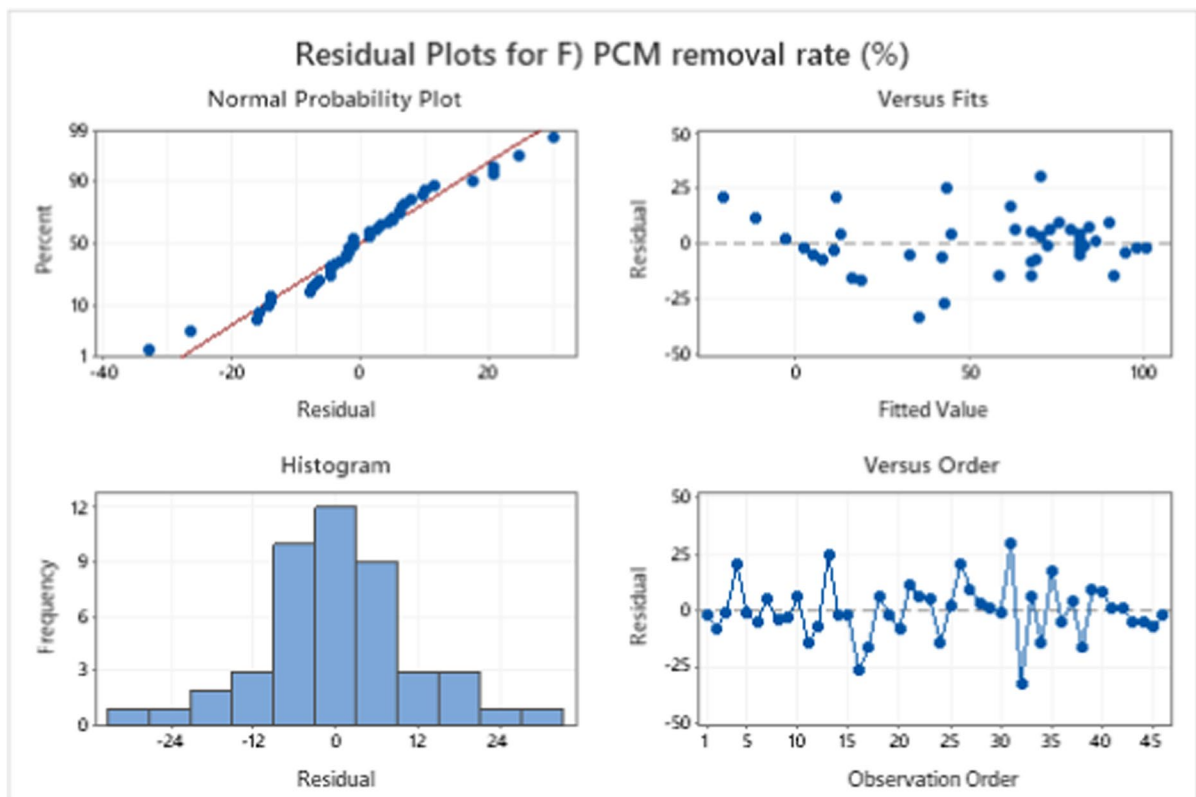 Residual Plots for F) PCM removal rate (%)
Normal Probability Plot
99
90
50
10
1
Percent
-40 -20 0 20
Residual
Versus Fits
50
25
0
-25
-50
Residual
0 50 100
Fitted Value
Histogram
12
9
6
3
0
Frequency
-24 -12 0 12 24
Residual
Versus Order
50
25
0
-25
-50
Residual
1 5 10 15 20 25 30 35 40 45
Observation Order